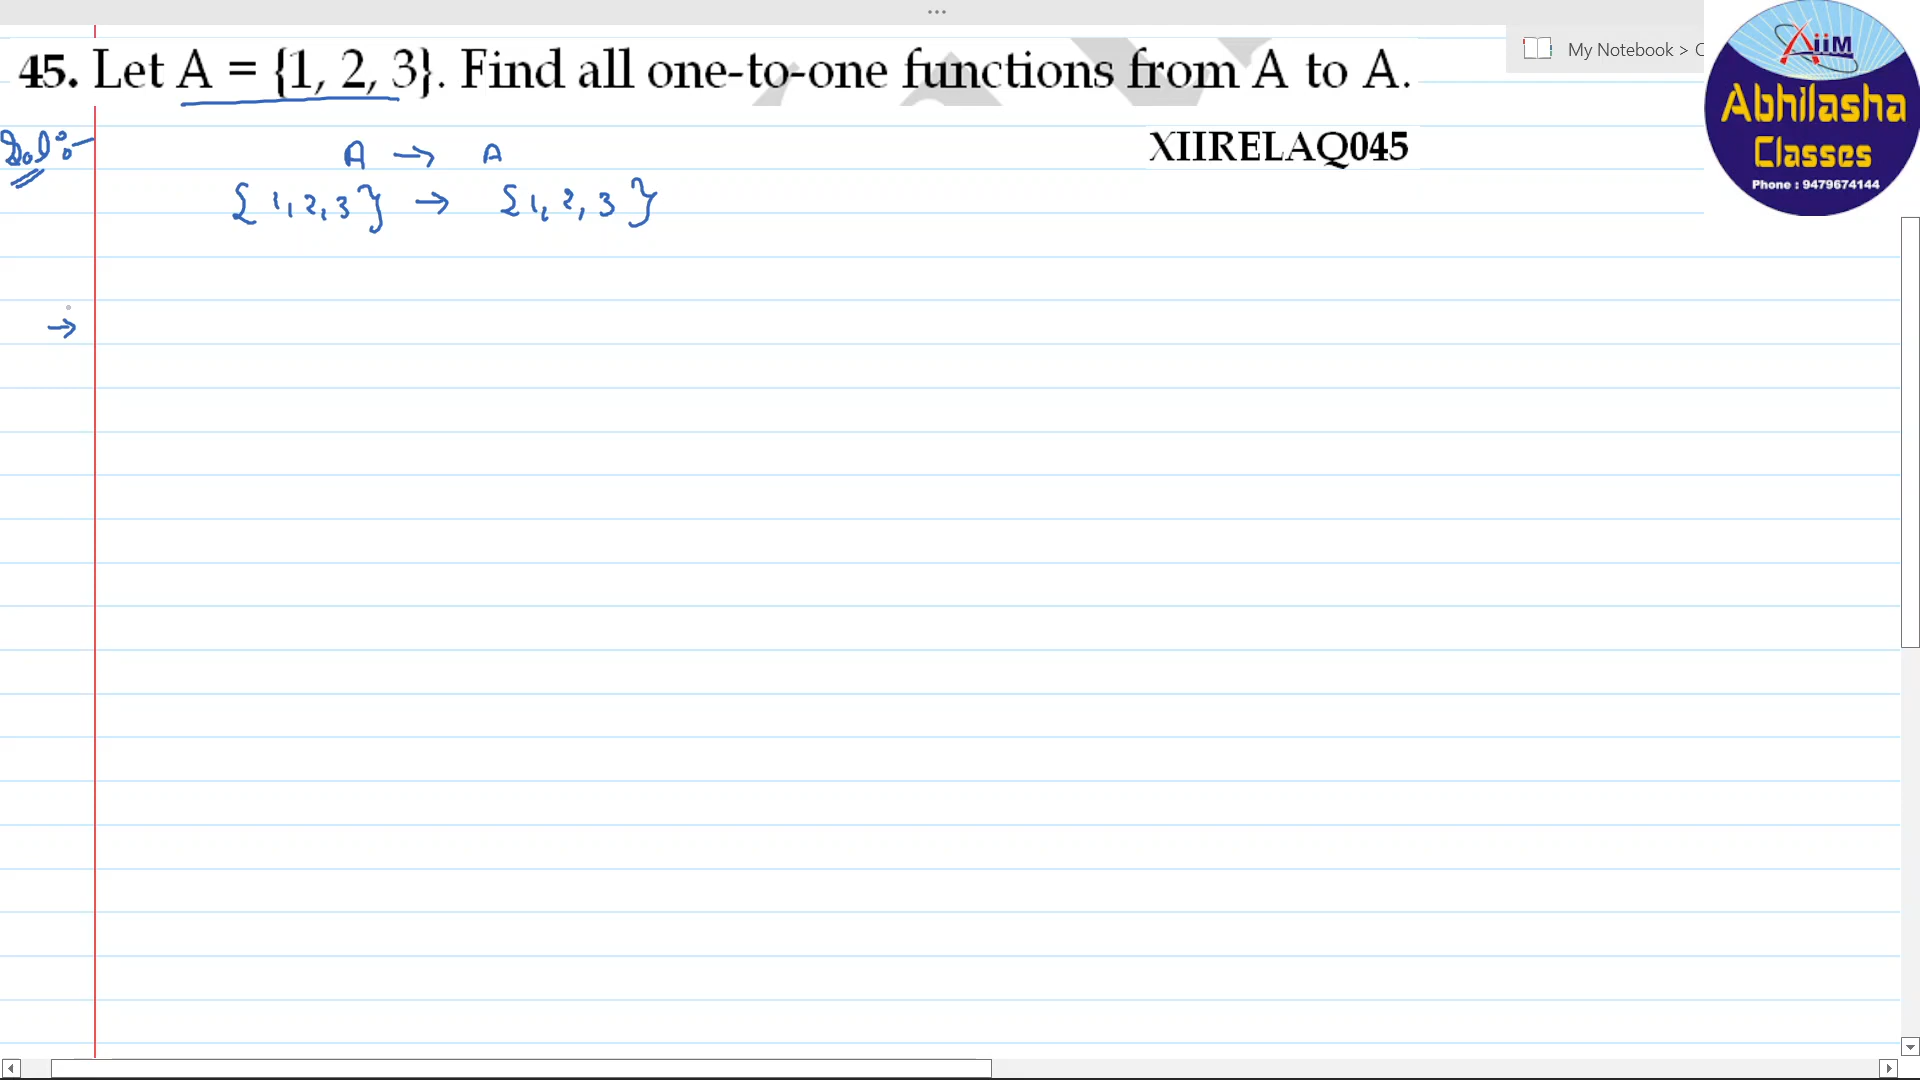 ...
My Notebook > C
AiiM
Abhilasha
Classes
Phone : 9479674144
45. Let A = {1, 2, 3}. Find all one-to-one functions from A to A.
XIIRELAQ045
Sol:-
A → A
{1, 2, 3} → {1, 2, 3}
→